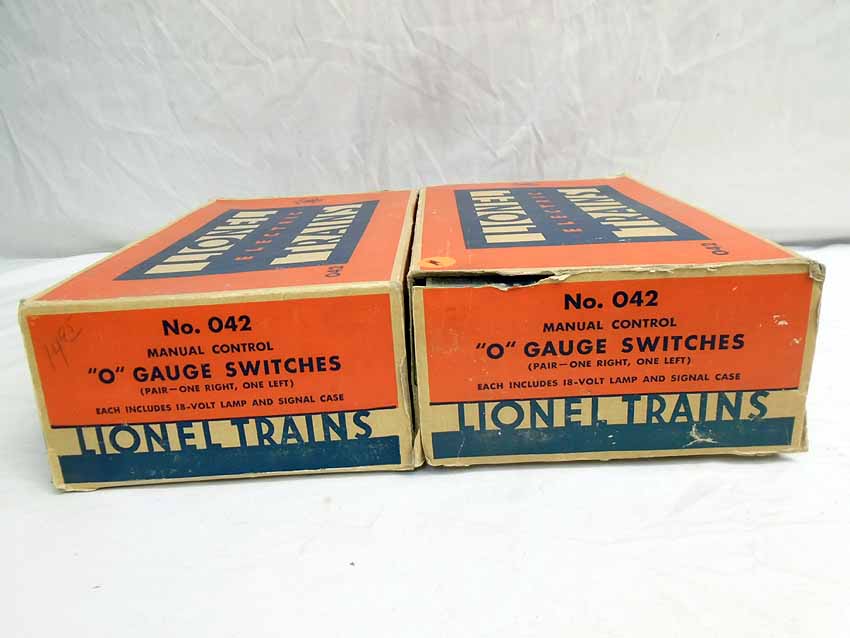 LIONEL
ELECTRIC
TRAINS
042
No. 042
MANUAL CONTROL
"O" GAUGE SWITCHES
(PAIR—ONE RIGHT, ONE LEFT)
EACH INCLUDES 18-VOLT LAMP AND SIGNAL CASE
LIONEL TRAINS
LIONEL
ELECTRIC
TRAINS
042
No. 042
MANUAL CONTROL
"O" GAUGE SWITCHES
(PAIR—ONE RIGHT, ONE LEFT)
EACH INCLUDES 18-VOLT LAMP AND SIGNAL CASE
LIONEL TRAINS